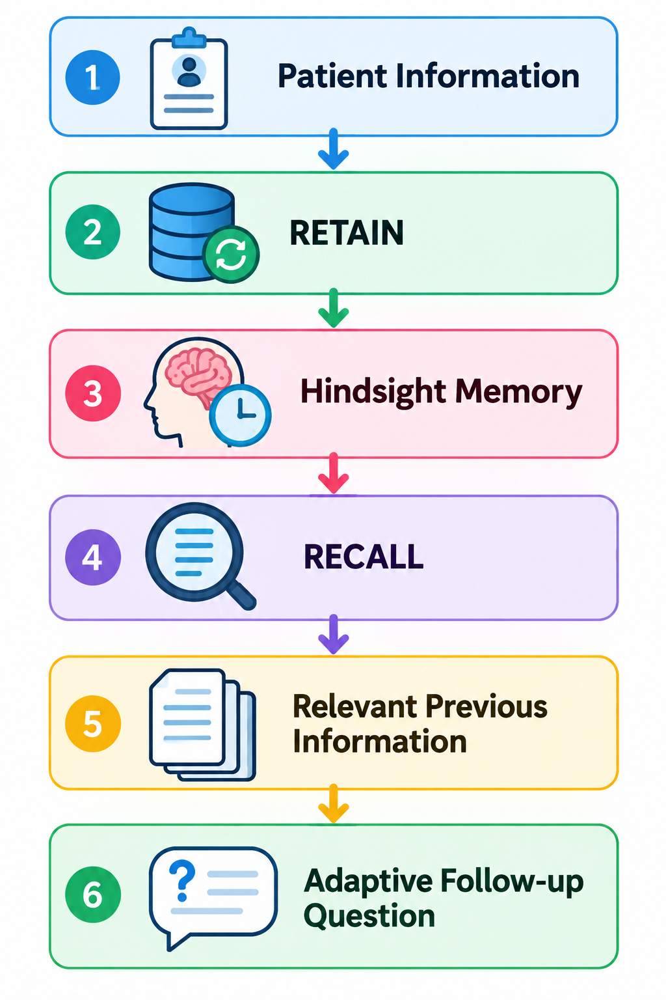 1
Patient Information
2
RETAIN
3
Hindsight Memory
4
RECALL
5
Relevant Previous
Information
6
?
Adaptive Follow-up
Question